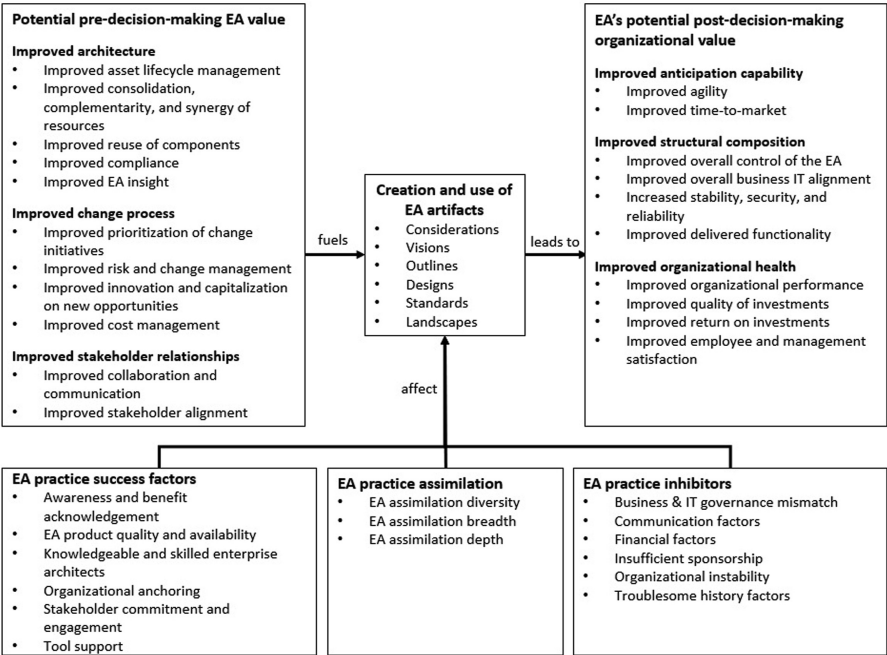 Potential pre-decision-making EA value
Improved architecture
• Improved asset lifecycle management
• Improved consolidation,
complementarity, and synergy of
resources
• Improved reuse of components
• Improved compliance
• Improved EA insight
Improved change process
• Improved prioritization of change
initiatives
• Improved risk and change management
• Improved innovation and capitalization
on new opportunities
• Improved cost management
Improved stakeholder relationships
• Improved collaboration and
communication
• Improved stakeholder alignment
fuels
Creation and use of
EA artifacts
• Considerations
• Visions
• Outlines
• Designs
• Standards
• Landscapes
leads to
EA’s potential post-decision-making
organizational value
Improved anticipation capability
• Improved agility
• Improved time-to-market
Improved structural composition
• Improved overall control of the EA
• Improved overall business IT alignment
• Increased stability, security, and
reliability
• Improved delivered functionality
Improved organizational health
• Improved organizational performance
• Improved quality of investments
• Improved return on investments
• Improved employee and management
satisfaction
affect
EA practice success factors
• Awareness and benefit
acknowledgement
• EA product quality and availability
• Knowledgeable and skilled enterprise
architects
• Organizational anchoring
• Stakeholder commitment and
engagement
• Tool support
EA practice assimilation
• EA assimilation diversity
• EA assimilation breadth
• EA assimilation depth
EA practice inhibitors
• Business & IT governance mismatch
• Communication factors
• Financial factors
• Insufficient sponsorship
• Organizational instability
• Troublesome history factors